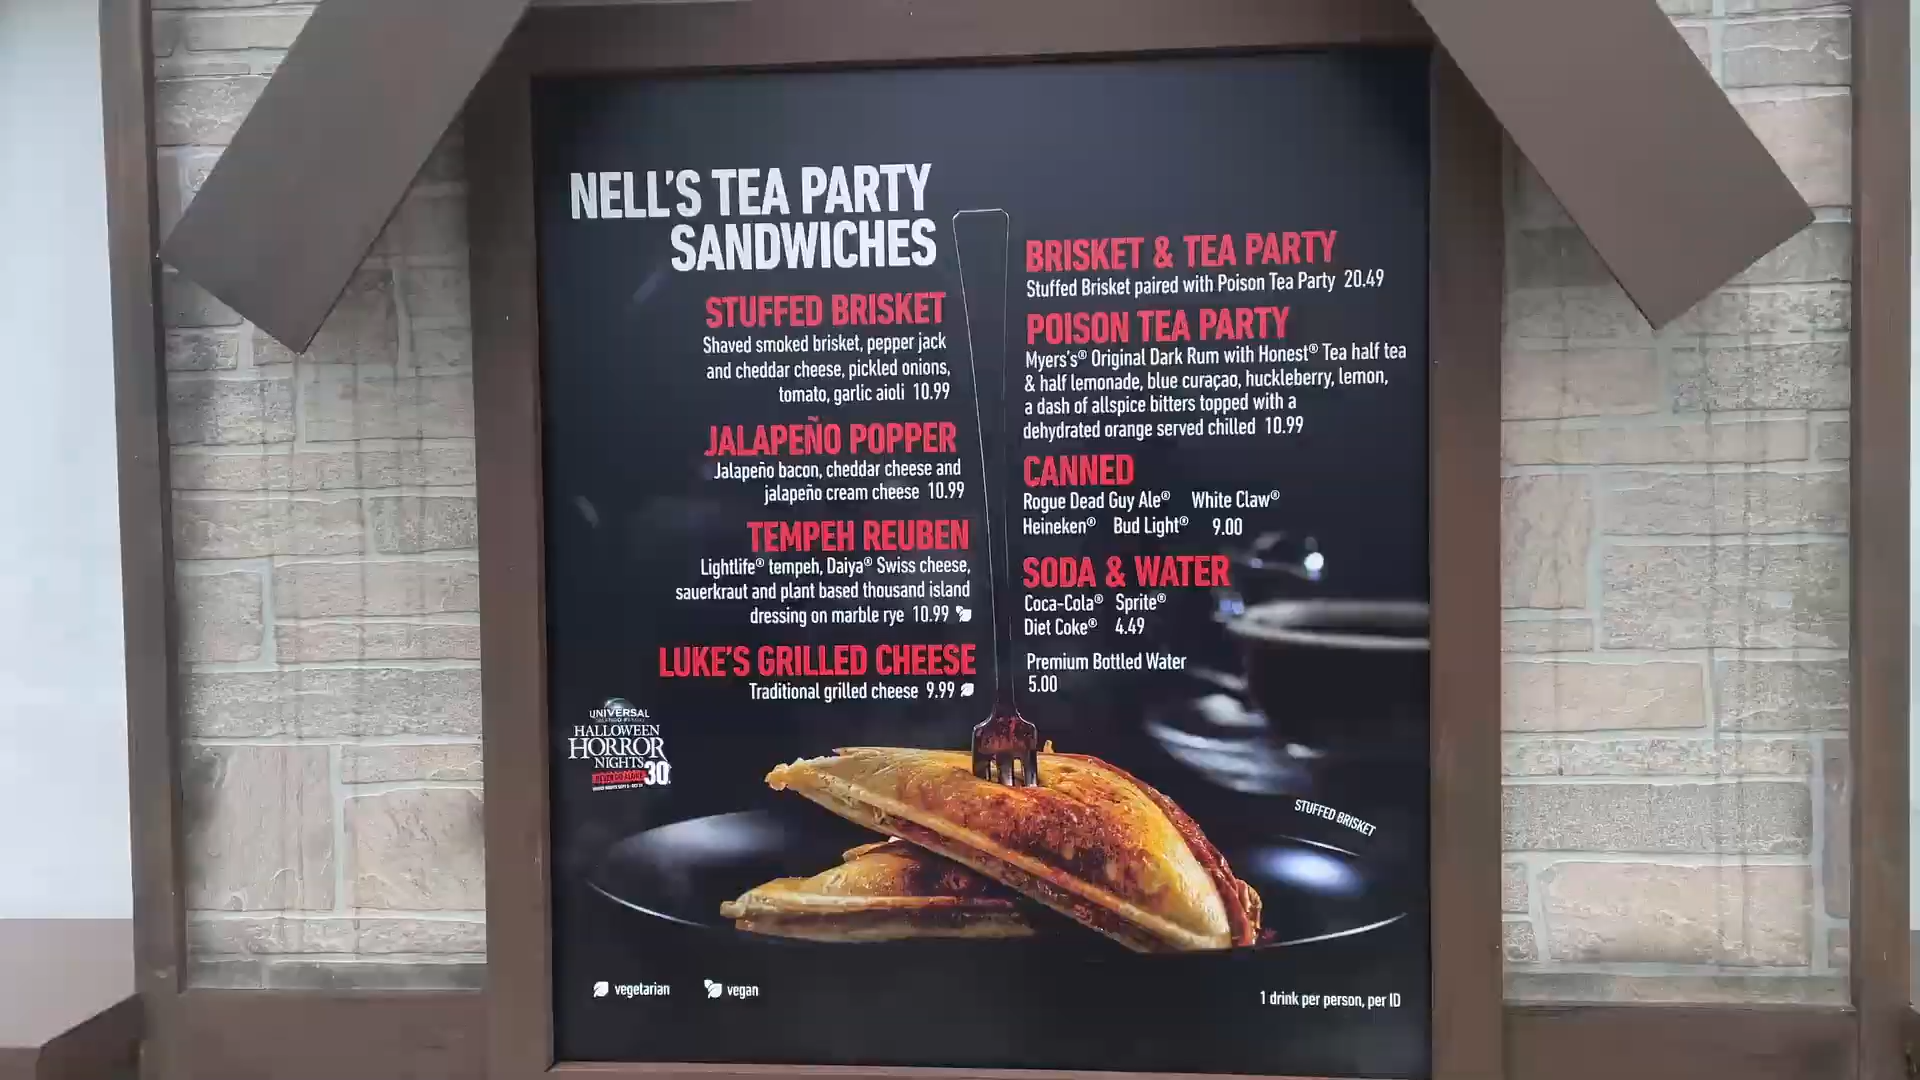 NELL'S TEA PARTY
SANDWICHES
STUFFED BRISKET
Shaved smoked brisket, pepper jack
and cheddar cheese, pickled onions,
tomato, garlic aioli 10.99
JALAPEÑO POPPER
Jalapeño bacon, cheddar cheese and
jalapeño cream cheese 10.99
TEMPEH REUBEN
Lightlife® tempeh, Daiya® Swiss cheese,
sauerkraut and plant based thousand island
dressing on marble rye 10.99
LUKE'S GRILLED CHEESE
Traditional grilled cheese 9.99
BRISKET & TEA PARTY
Stuffed Brisket paired with Poison Tea Party 20.49
POISON TEA PARTY
Myers's® Original Dark Rum with Honest® Tea half tea
& half lemonade, blue curaçao, huckleberry, lemon,
a dash of allspice bitters topped with a
dehydrated orange served chilled 10.99
CANNED
Rogue Dead Guy Ale® White Claw®
Heineken® Bud Light® 9.00
SODA & WATER
Coca-Cola® Sprite®
Diet Coke® 4.49
Premium Bottled Water
5.00
UNIVERSAL
HALLOWEEN
HORROR
NIGHTS
30
STUFFED BRISKET
vegetarian vegan
1 drink per person, per ID